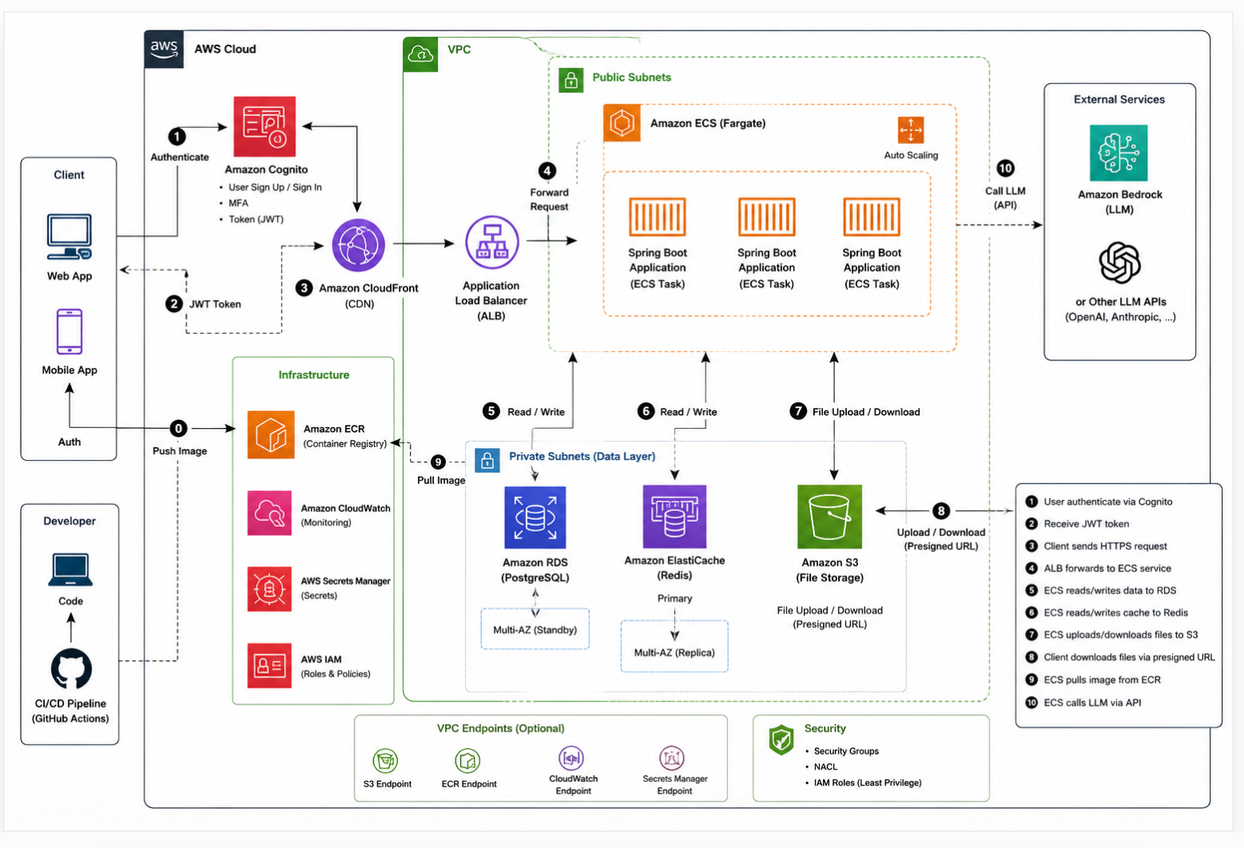 aws
AWS Cloud
VPC
Public Subnets
Amazon ECS (Fargate)
Auto Scaling
External Services
Amazon Bedrock
(LLM)
or Other LLM APIs
(OpenAI, Anthropic, ...)
10
Call LLM
(API)
Client
Web App
Mobile App
Auth
1
Authenticate
Amazon Cognito
• User Sign Up / Sign In
• MFA
• Token (JWT)
2
JWT Token
3
Amazon CloudFront
(CDN)
Application
Load Balancer
(ALB)
4
Forward
Request
Spring Boot
Application
(ECS Task)
Spring Boot
Application
(ECS Task)
Spring Boot
Application
(ECS Task)
Infrastructure
Amazon ECR
(Container Registry)
Amazon CloudWatch
(Monitoring)
AWS Secrets Manager
(Secrets)
AWS IAM
(Roles & Policies)
0
Push Image
9
Pull Image
5
Read / Write
6
Read / Write
7
File Upload / Download
Private Subnets (Data Layer)
Amazon RDS
(PostgreSQL)
Multi-AZ (Standby)
Amazon ElastiCache
(Redis)
Primary
Multi-AZ (Replica)
Amazon S3
(File Storage)
File Upload / Download
(Presigned URL)
8
Upload / Download
(Presigned URL)
Developer
Code
CI/CD Pipeline
(GitHub Actions)
1 User authenticate via Cognito
2 Receive JWT token
3 Client sends HTTPS request
4 ALB forwards to ECS service
5 ECS reads/writes data to RDS
6 ECS reads/writes cache to Redis
7 ECS uploads/downloads files to S3
8 Client downloads files via presigned URL
9 ECS pulls image from ECR
10 ECS calls LLM via API
VPC Endpoints (Optional)
S3 Endpoint
ECR Endpoint
CloudWatch
Endpoint
Secrets Manager
Endpoint
Security
• Security Groups
• NACL
• IAM Roles (Least Privilege)